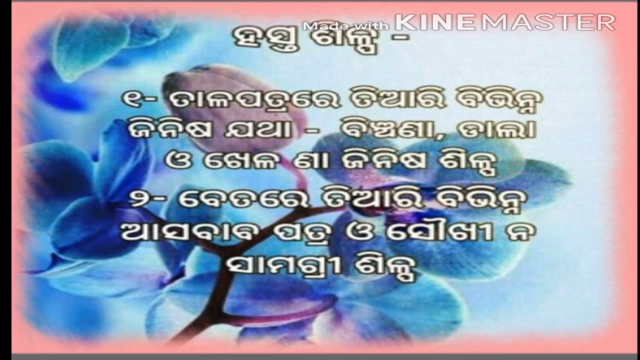 Made with KINEMASTER
ହସ୍ତ ଶିଳ୍ପ -
୧- ତାଳପତ୍ରରେ ତିଆରି ବିଭିନ୍ନ
ଜିନିଷ ଯଥା - ବିଞ୍ଚଣା, ଡାଲା
ଓ ଖେଳ ଣା ଜିନିଷ ଶିଳ୍ପ
୨- ବେତରେ ତିଆରି ବିଭିନ୍ନ
ଆସବାବ ପତ୍ର ଓ ସୌଖୀ ନ
ସାମଗ୍ରୀ ଶିଳ୍ପ